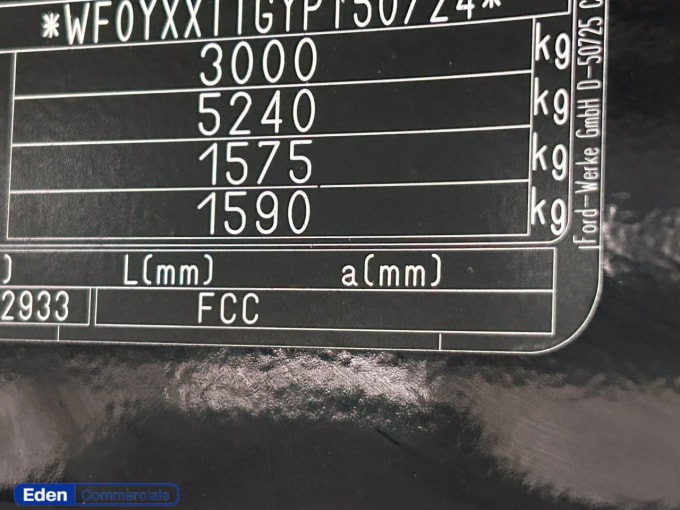 *WF0YXXTTGYPT50724*
3000 kg
5240 kg
1575 kg
1590 kg
Ford-Werke GmbH D-50725
) L(mm) a(mm)
2933 FCC
Eden Commercials